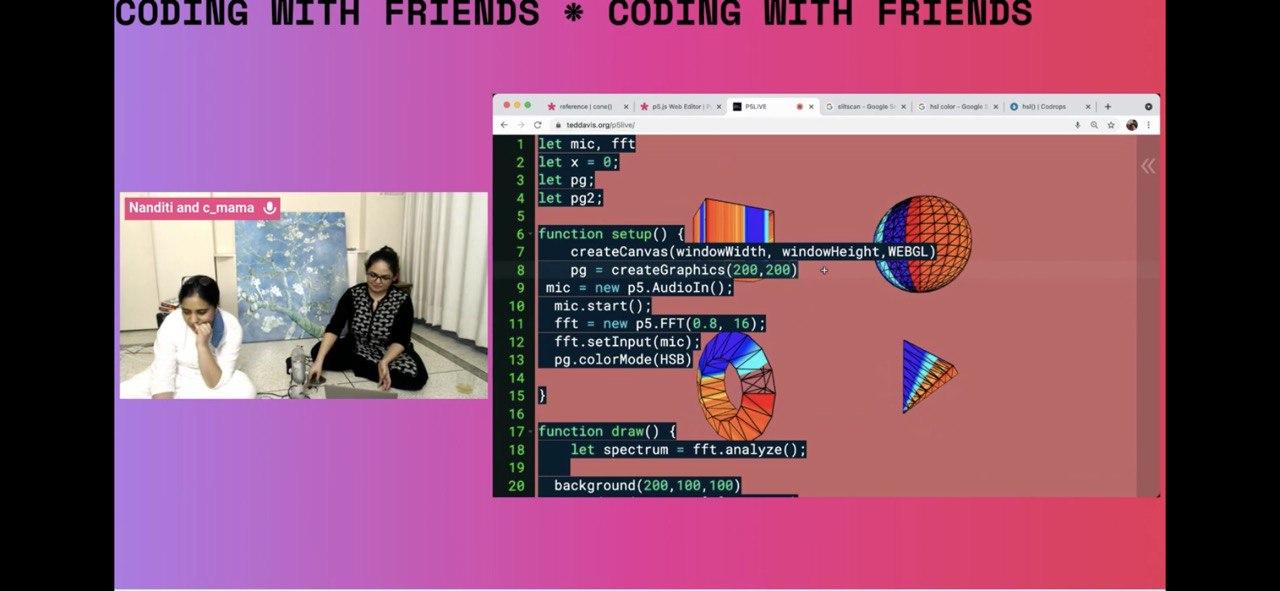 CODING WITH FRIENDS * CODING WITH FRIENDS
Nanditi and c_mama
reference | cone()
p5.js Web Editor |
P5LIVE
slitscan - Google
hsl color - Google
hsl() | Codrops
teddavis.org/p5live/
1 let mic, fft
2 let x = 0;
3 let pg;
4 let pg2;
5
6 function setup() {
7 createCanvas(windowWidth, windowHeight,WEBGL)
8 pg = createGraphics(200,200)
9 mic = new p5.AudioIn();
10 mic.start();
11 fft = new p5.FFT(0.8, 16);
12 fft.setInput(mic);
13 pg.colorMode(HSB)
14
15 }
16
17 function draw() {
18 let spectrum = fft.analyze();
19
20 background(200,100,100)